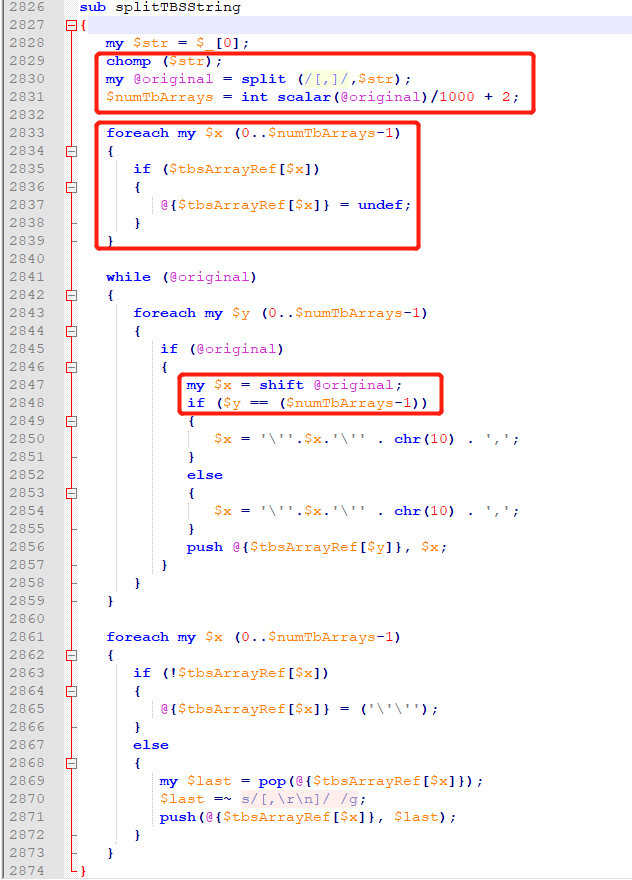 2826 sub splitTBSString
2827 {
2828 my $str = $_[0];
2829 chomp ($str);
2830 my @original = split (/[,]/,$str);
2831 $numTbArrays = int scalar(@original)/1000 + 2;
2832
2833 foreach my $x (0..$numTbArrays-1)
2834 {
2835 if ($tbsArrayRef[$x])
2836 {
2837 @{$tbsArrayRef[$x]} = undef;
2838 }
2839 }
2840
2841 while (@original)
2842 {
2843 foreach my $y (0..$numTbArrays-1)
2844 {
2845 if (@original)
2846 {
2847 my $x = shift @original;
2848 if ($y == ($numTbArrays-1))
2849 {
2850 $x = '\''.$x.'\'' . chr(10) . ',';
2851 }
2852 else
2853 {
2854 $x = '\''.$x.'\'' . chr(10) . ',';
2855 }
2856 push @{$tbsArrayRef[$y]}, $x;
2857 }
2858 }
2859 }
2860
2861 foreach my $x (0..$numTbArrays-1)
2862 {
2863 if (!$tbsArrayRef[$x])
2864 {
2865 @{$tbsArrayRef[$x]} = ('\'\'');
2866 }
2867 else
2868 {
2869 my $last = pop(@{$tbsArrayRef[$x]});
2870 $last =~ s/[,\r\n]/ /g;
2871 push(@{$tbsArrayRef[$x]}, $last);
2872 }
2873 }
2874 }